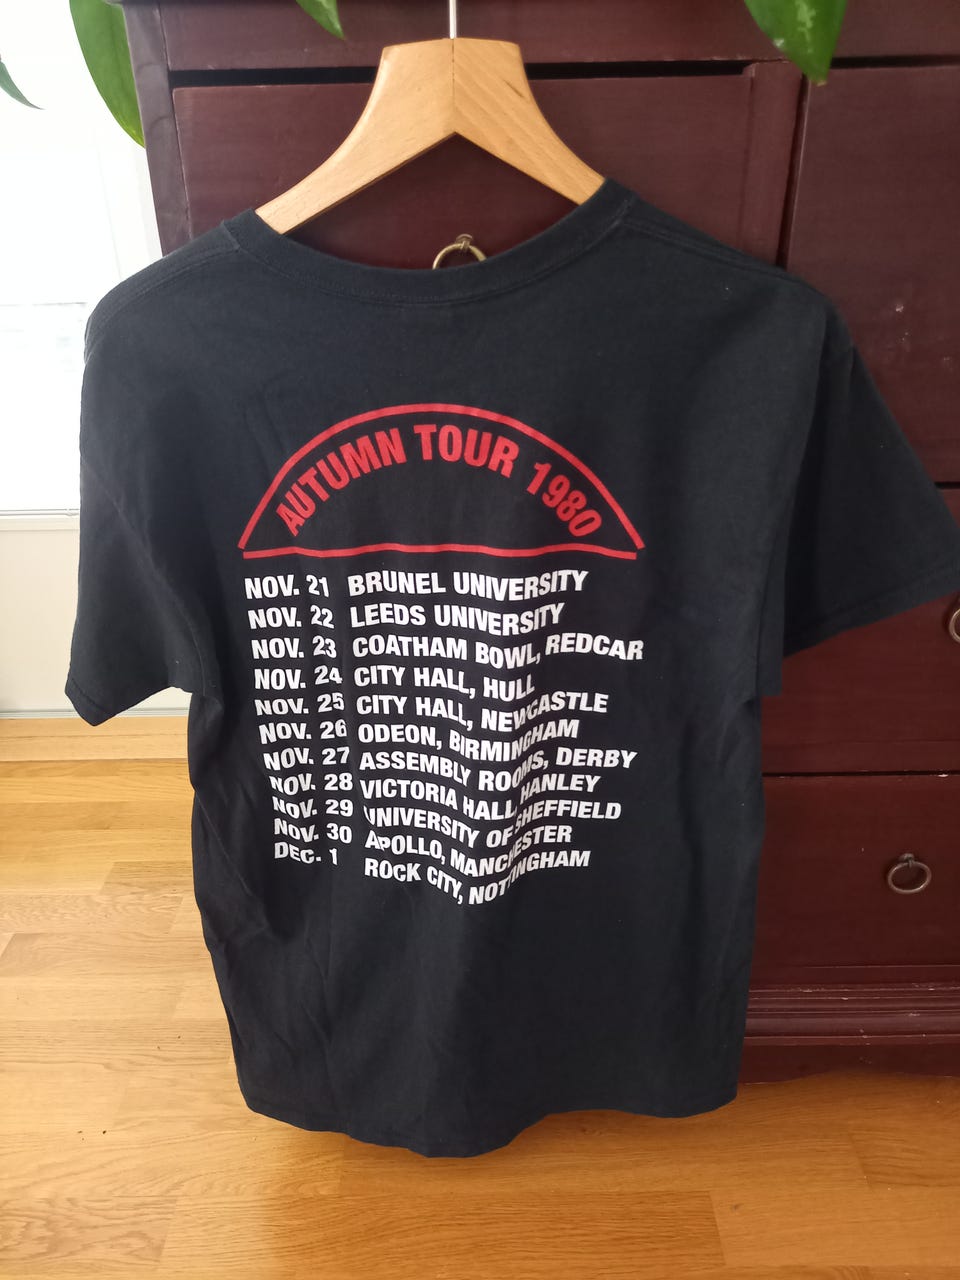 AUTUMN TOUR 1980
NOV. 21 BRUNEL UNIVERSITY
NOV. 22 LEEDS UNIVERSITY
NOV. 23 COATHAM BOWL, REDCAR
NOV. 24 CITY HALL, HULL
NOV. 25 CITY HALL, NEWCASTLE
NOV. 26 ODEON, BIRMINGHAM
NOV. 27 ASSEMBLY ROOMS, DERBY
NOV. 28 VICTORIA HALL, HANLEY
NOV. 29 UNIVERSITY OF SHEFFIELD
NOV. 30 APOLLO, MANCHESTER
DEC. 1 ROCK CITY, NOTTINGHAM